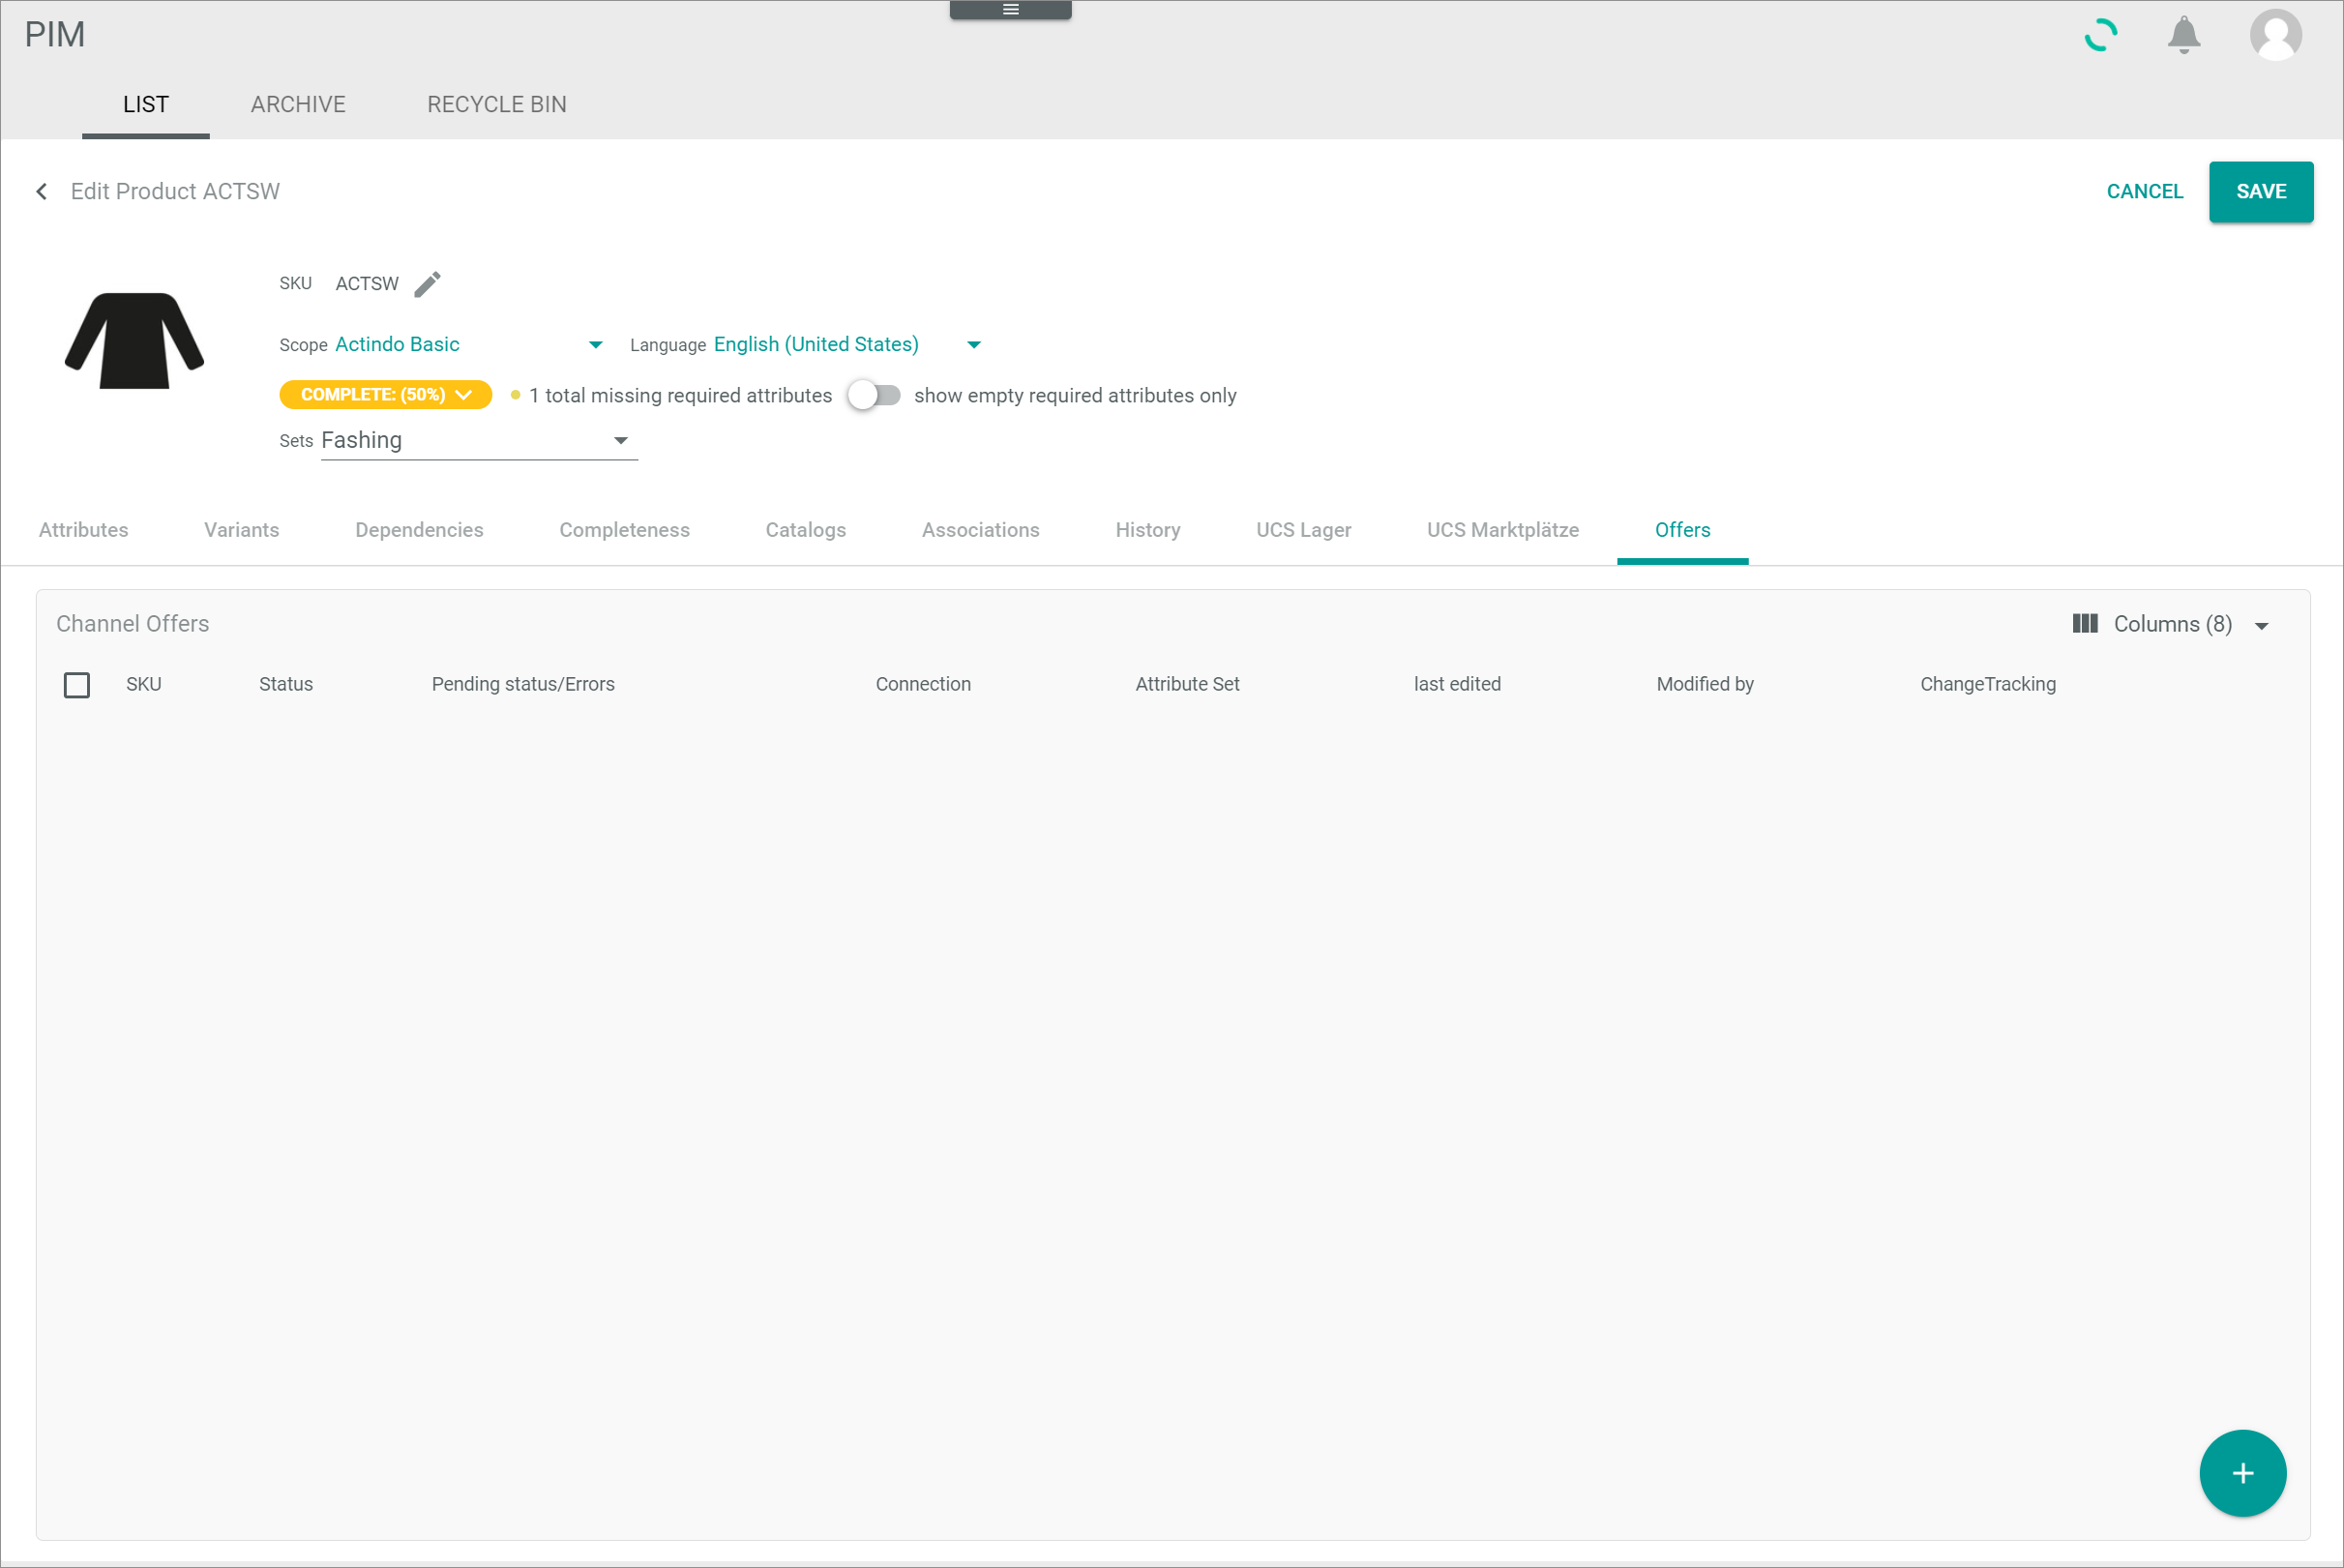 PIM
LIST ARCHIVE RECYCLE BIN
Edit Product ACTSW CANCEL SAVE
SKU ACTSW
Scope Actindo Basic Language English (United States)
COMPLETE: (50%) 1 total missing required attributes show empty required attributes only
Sets Fashing
Attributes Variants Dependencies Completeness Catalogs Associations History UCS Lager UCS Marktplätze Offers
Channel Offers Columns (8)
SKU Status Pending status/Errors Connection Attribute Set last edited Modified by ChangeTracking